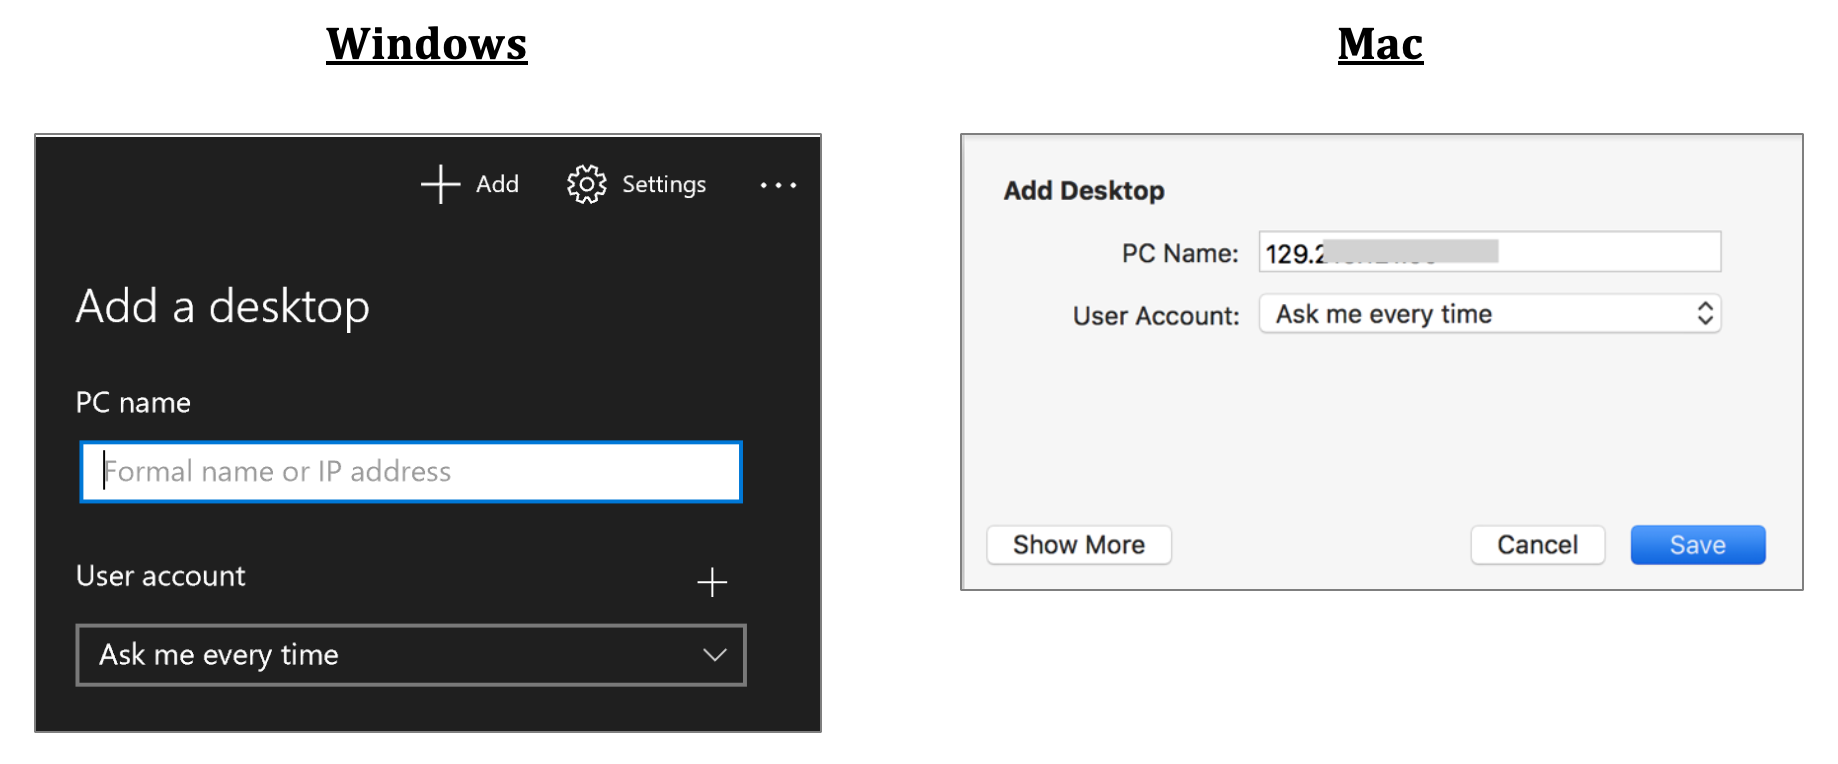 Windows
Mac
Add
Settings
Add a desktop
PC name
Formal name or IP address
User account
Ask me every time
Add Desktop
PC Name:
129.2
User Account:
Ask me every time
Show More
Cancel
Save